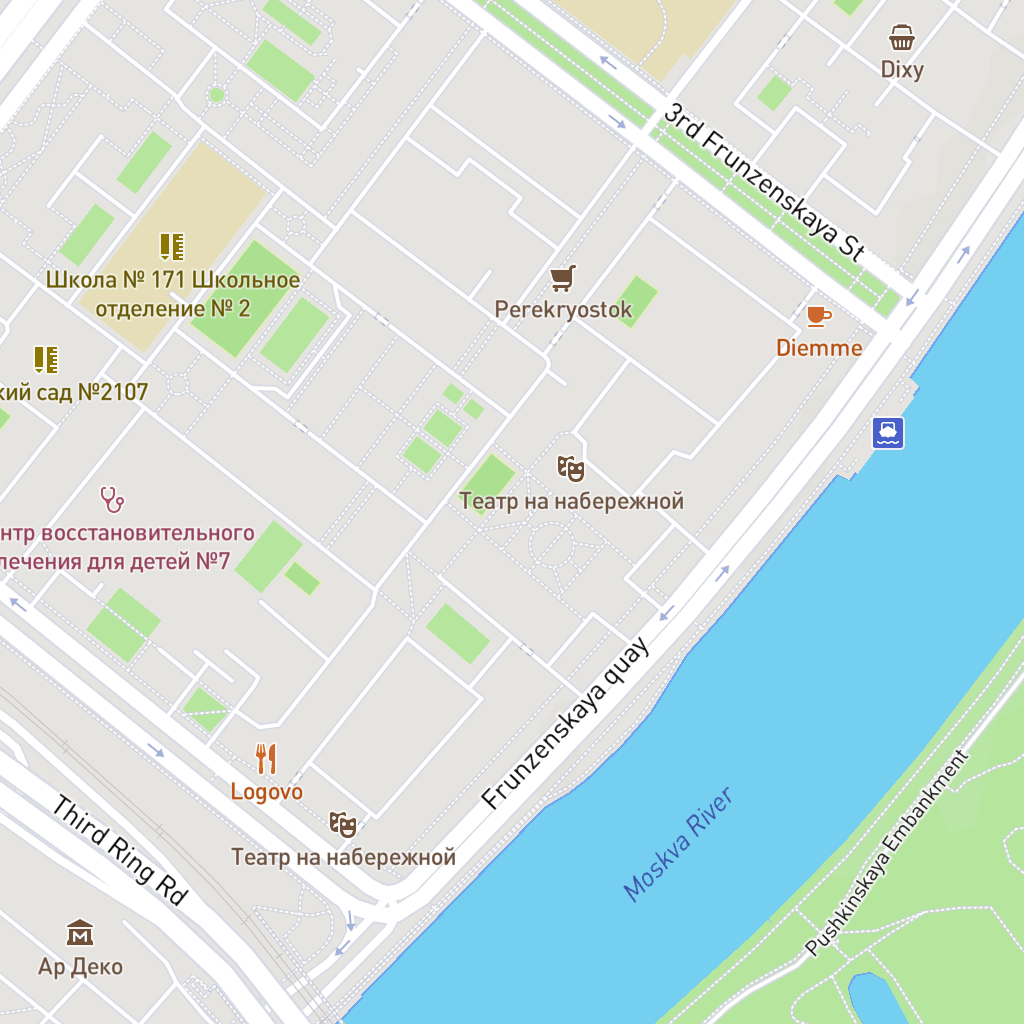 Dixy
3rd Frunzenskaya St
Школа № 171 Школьное
отделение № 2
Perekryostok
Diemme
кий сад №2107
Театр на набережной
нтр восстановительного
лечения для детей №7
Frunzenskaya quay
Logovo
Third Ring Rd
Театр на набережной
Moskva River
Pushkinskaya Embankment
Ар Деко